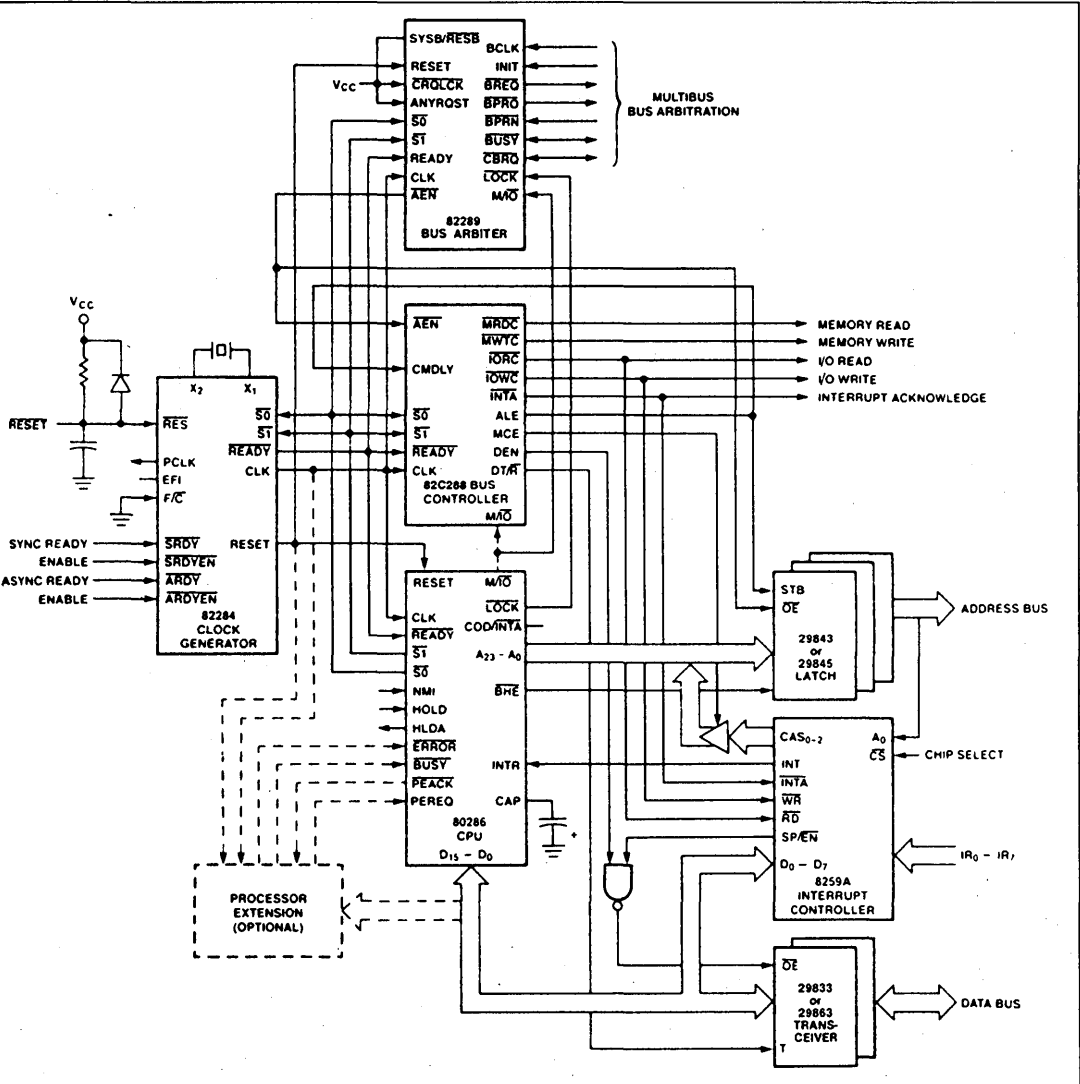 SYSB/RESB
BCLK
RESET
INIT
VCC
CRQLCK
BREQ
ANYRQST
BPRO
S0
BPRN
S1
BUSY
READY
CBRQ
CLK
LOCK
AEN
M/IO
82289
BUS ARBITER
MULTIBUS
BUS ARBITRATION
VCC
X2
X1
RESET
RES
S0
S1
READY
PCLK
CLK
EFI
F/C
SYNC READY
SRDY
RESET
ENABLE
SRDYEN
ASYNC READY
ARDY
ENABLE
ARDYEN
82284
CLOCK
GENERATOR
AEN
MRDC
MEMORY READ
MWTC
MEMORY WRITE
IORC
I/O READ
CMDLY
IOWC
I/O WRITE
INTA
INTERRUPT ACKNOWLEDGE
S0
ALE
S1
MCE
READY
DEN
CLK
DT/R
82C288 BUS
CONTROLLER
M/IO
RESET
M/IO
LOCK
CLK
COD/INTA
READY
S1
A23 - A0
S0
NMI
BHE
HOLD
HLDA
ERROR
BUSY
INTR
PEACK
PEREQ
CAP
+
80286
CPU
D15 - D0
PROCESSOR
EXTENSION
(OPTIONAL)
STB
OE
29843
or
29845
LATCH
ADDRESS BUS
CAS0-2
A0
CS
CHIP SELECT
INT
INTA
WR
RD
SP/EN
D0 - D7
IR0 - IR7
8259A
INTERRUPT
CONTROLLER
OE
29833
or
29863
TRANS-
CEIVER
T
DATA BUS